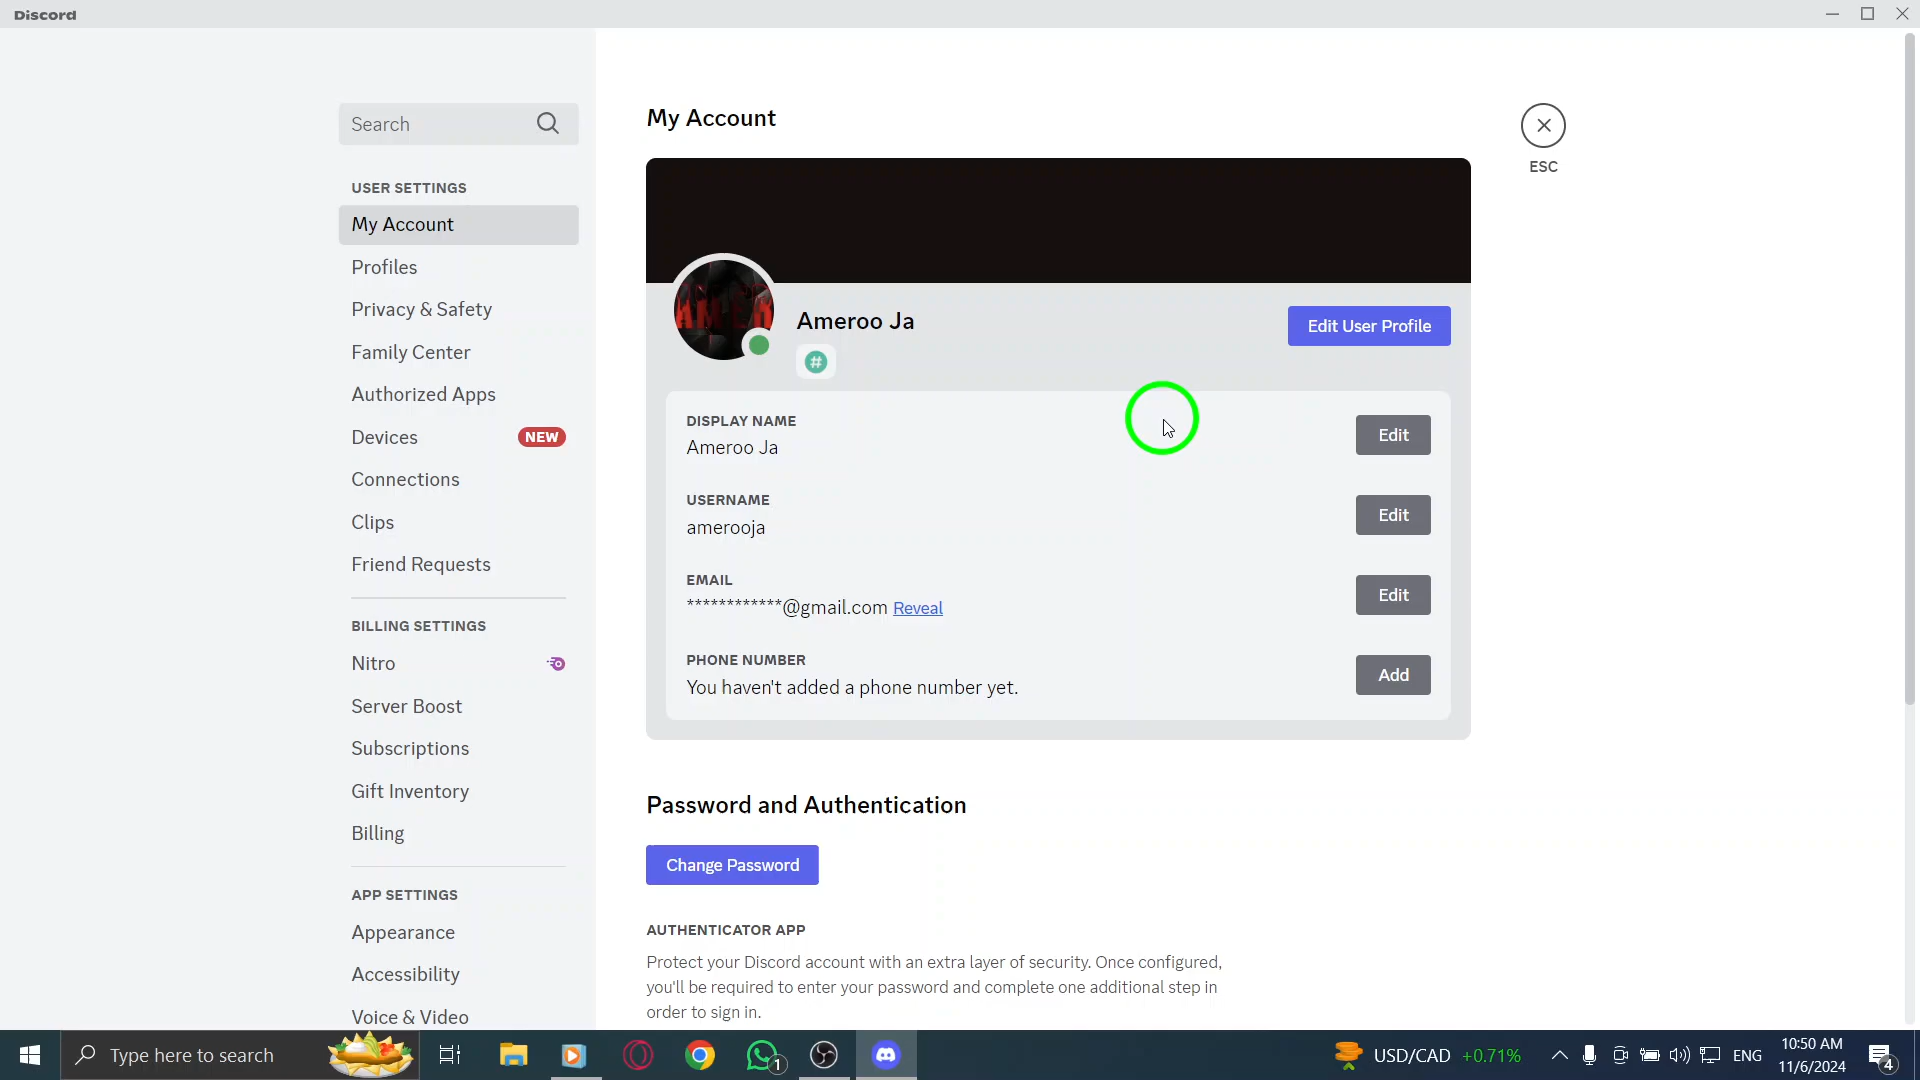 Discord
Search
USER SETTINGS
My Account
Profiles
Privacy & Safety
Family Center
Authorized Apps
Devices NEW
Connections
Clips
Friend Requests
BILLING SETTINGS
Nitro
Server Boost
Subscriptions
Gift Inventory
Billing
APP SETTINGS
Appearance
Accessibility
Voice & Video
My Account
ESC
AMER
Ameroo Ja
#
Edit User Profile
DISPLAY NAME
Ameroo Ja
Edit
USERNAME
amerooja
Edit
EMAIL
************@gmail.com Reveal
Edit
PHONE NUMBER
You haven't added a phone number yet.
Add
Password and Authentication
Change Password
AUTHENTICATOR APP
Protect your Discord account with an extra layer of security. Once configured,
you'll be required to enter your password and complete one additional step in
order to sign in.
Type here to search
1
USD/CAD +0.71%
ENG
10:50 AM
11/6/2024
4